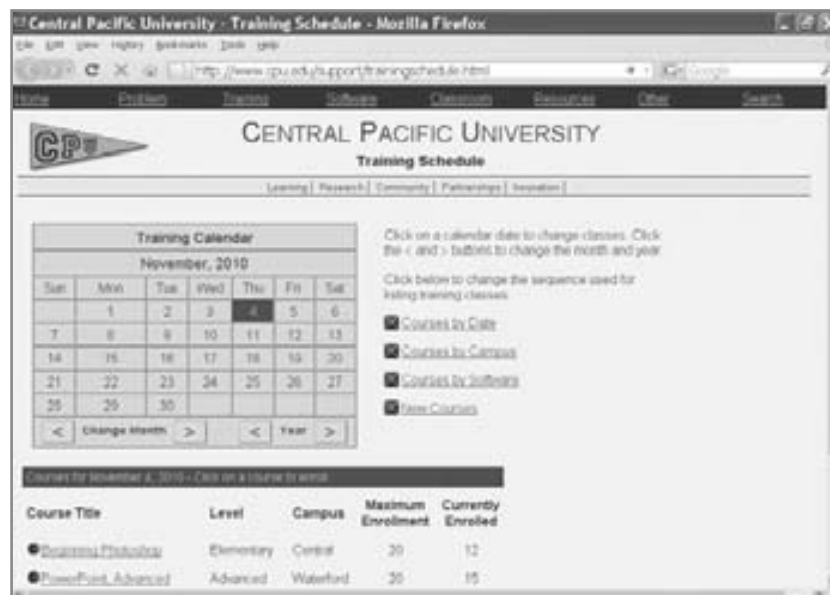 Central Pacific University - Training Schedule - Mozilla Firefox
File Edit View History Bookmarks Tools Help
http://www.cpu.edu/support/trainingschedule.html Google
Home Problem Training Software Classroom Resources Other Search
CPU
CENTRAL PACIFIC UNIVERSITY
Training Schedule
Learning | Research | Community | Partnerships | Innovation |
Training Calendar
November, 2010
Sun Mon Tue Wed Thu Fri Sat
1 2 3 4 5 6
7 8 9 10 11 12 13
14 15 16 17 18 19 20
21 22 23 24 25 26 27
28 29 30
< Change Month > < Year >
Click on a calendar date to change classes. Click
the < and > buttons to change the month and year.
Click below to change the sequence used for
listing training classes.
Courses by Date
Courses by Campus
Courses by Software
New Courses
Courses for November 4, 2010 - Click on a course to enroll
Course Title Level Campus Maximum Enrollment Currently Enrolled
Beginning Photoshop Elementary Central 20 12
PowerPoint, Advanced Advanced Waterford 20 15